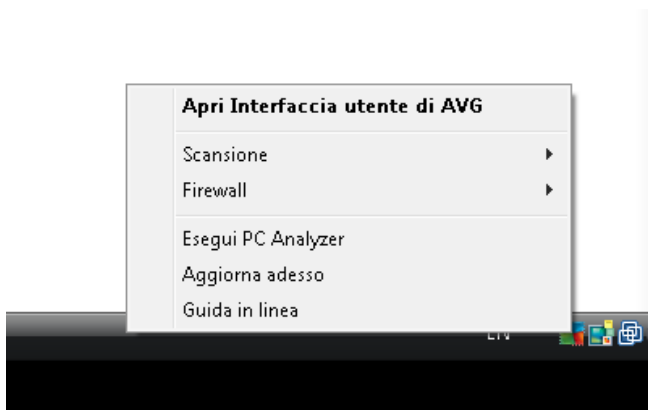 Apri Interfaccia utente di AVG
Scansione
Firewall
Esegui PC Analyzer
Aggiorna adesso
Guida in linea